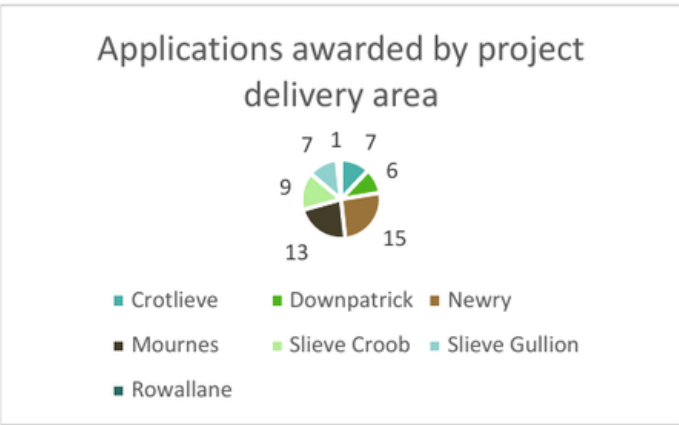 Applications awarded by project
delivery area
7 1 7
6
9
15
13
Crotlieve Downpatrick Newry
Mournes Slieve Croob Slieve Gullion
Rowallane